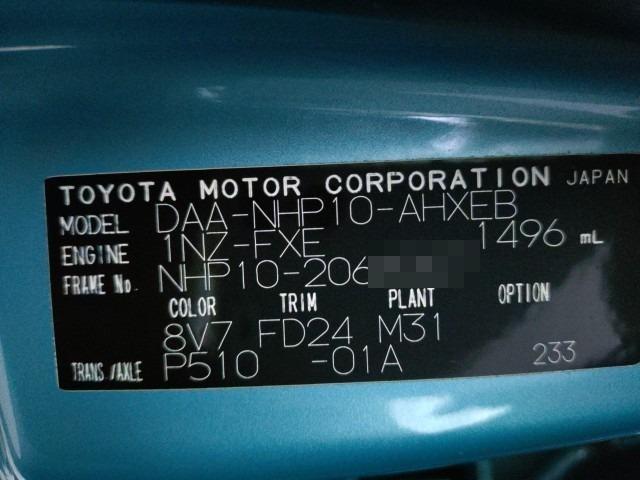 TOYOTA MOTOR CORPORATION JAPAN
MODEL DAA-NHP10-AHXEB
ENGINE 1NZ-FXE 1496 mL
FRAME No. NHP10-206
COLOR TRIM PLANT OPTION
8V7 FD24 M31
TRANS./AXLE P510 -01A 233